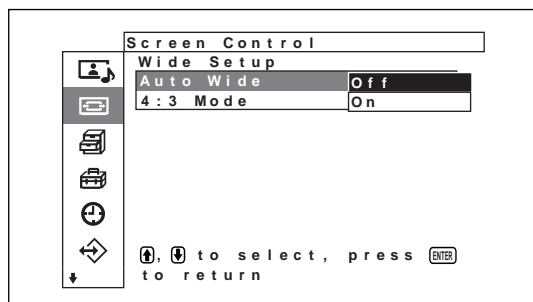 Screen Control
Wide Setup
Auto Wide Off
4:3 Mode On
, to select, press ENTER
to return